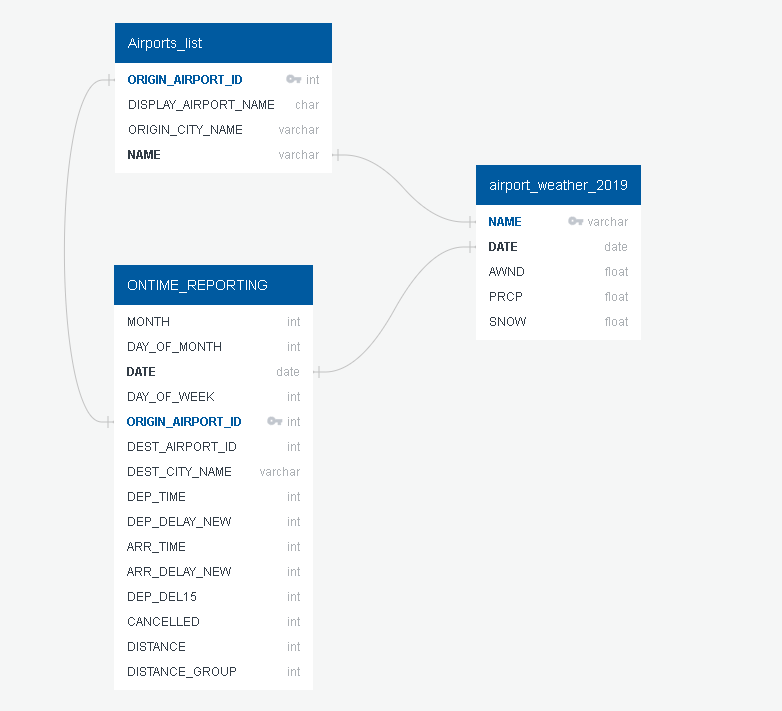 Airports_list
ORIGIN_AIRPORT_ID int
DISPLAY_AIRPORT_NAME char
ORIGIN_CITY_NAME varchar
NAME varchar
airport_weather_2019
NAME varchar
DATE date
AWND float
PRCP float
SNOW float
ONTIME_REPORTING
MONTH int
DAY_OF_MONTH int
DATE date
DAY_OF_WEEK int
ORIGIN_AIRPORT_ID int
DEST_AIRPORT_ID int
DEST_CITY_NAME varchar
DEP_TIME int
DEP_DELAY_NEW int
ARR_TIME int
ARR_DELAY_NEW int
DEP_DEL15 int
CANCELLED int
DISTANCE int
DISTANCE_GROUP int